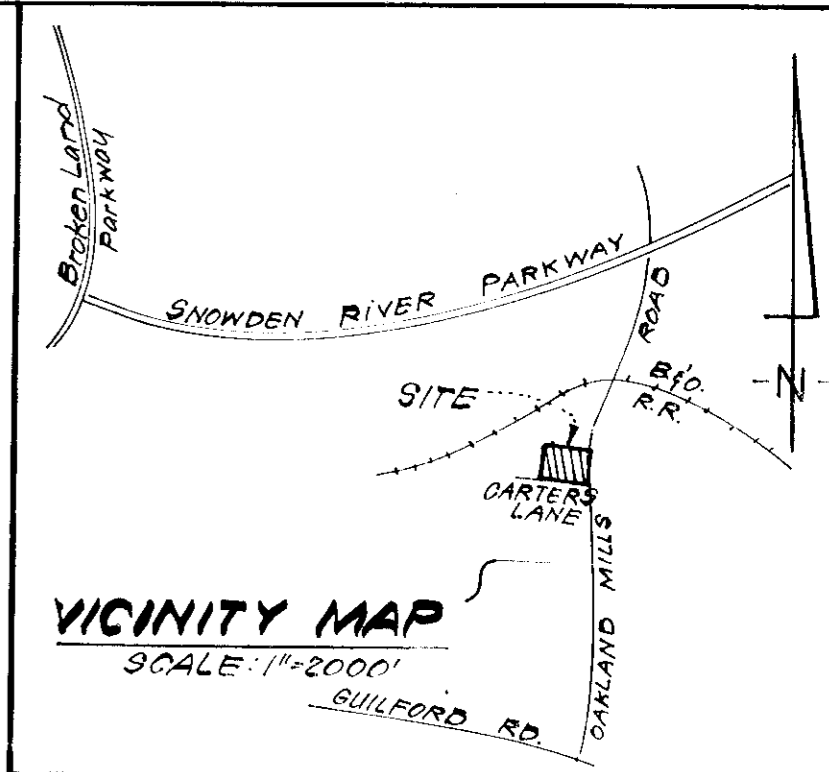 Broken Land
Parkway
SNOWDEN RIVER PARKWAY
ROAD
B&O.
R.R.
- N -
SITE
CARTERS
LANE
OAKLAND MILLS
VICINITY MAP
SCALE: 1"=2000'
GUILFORD RD.